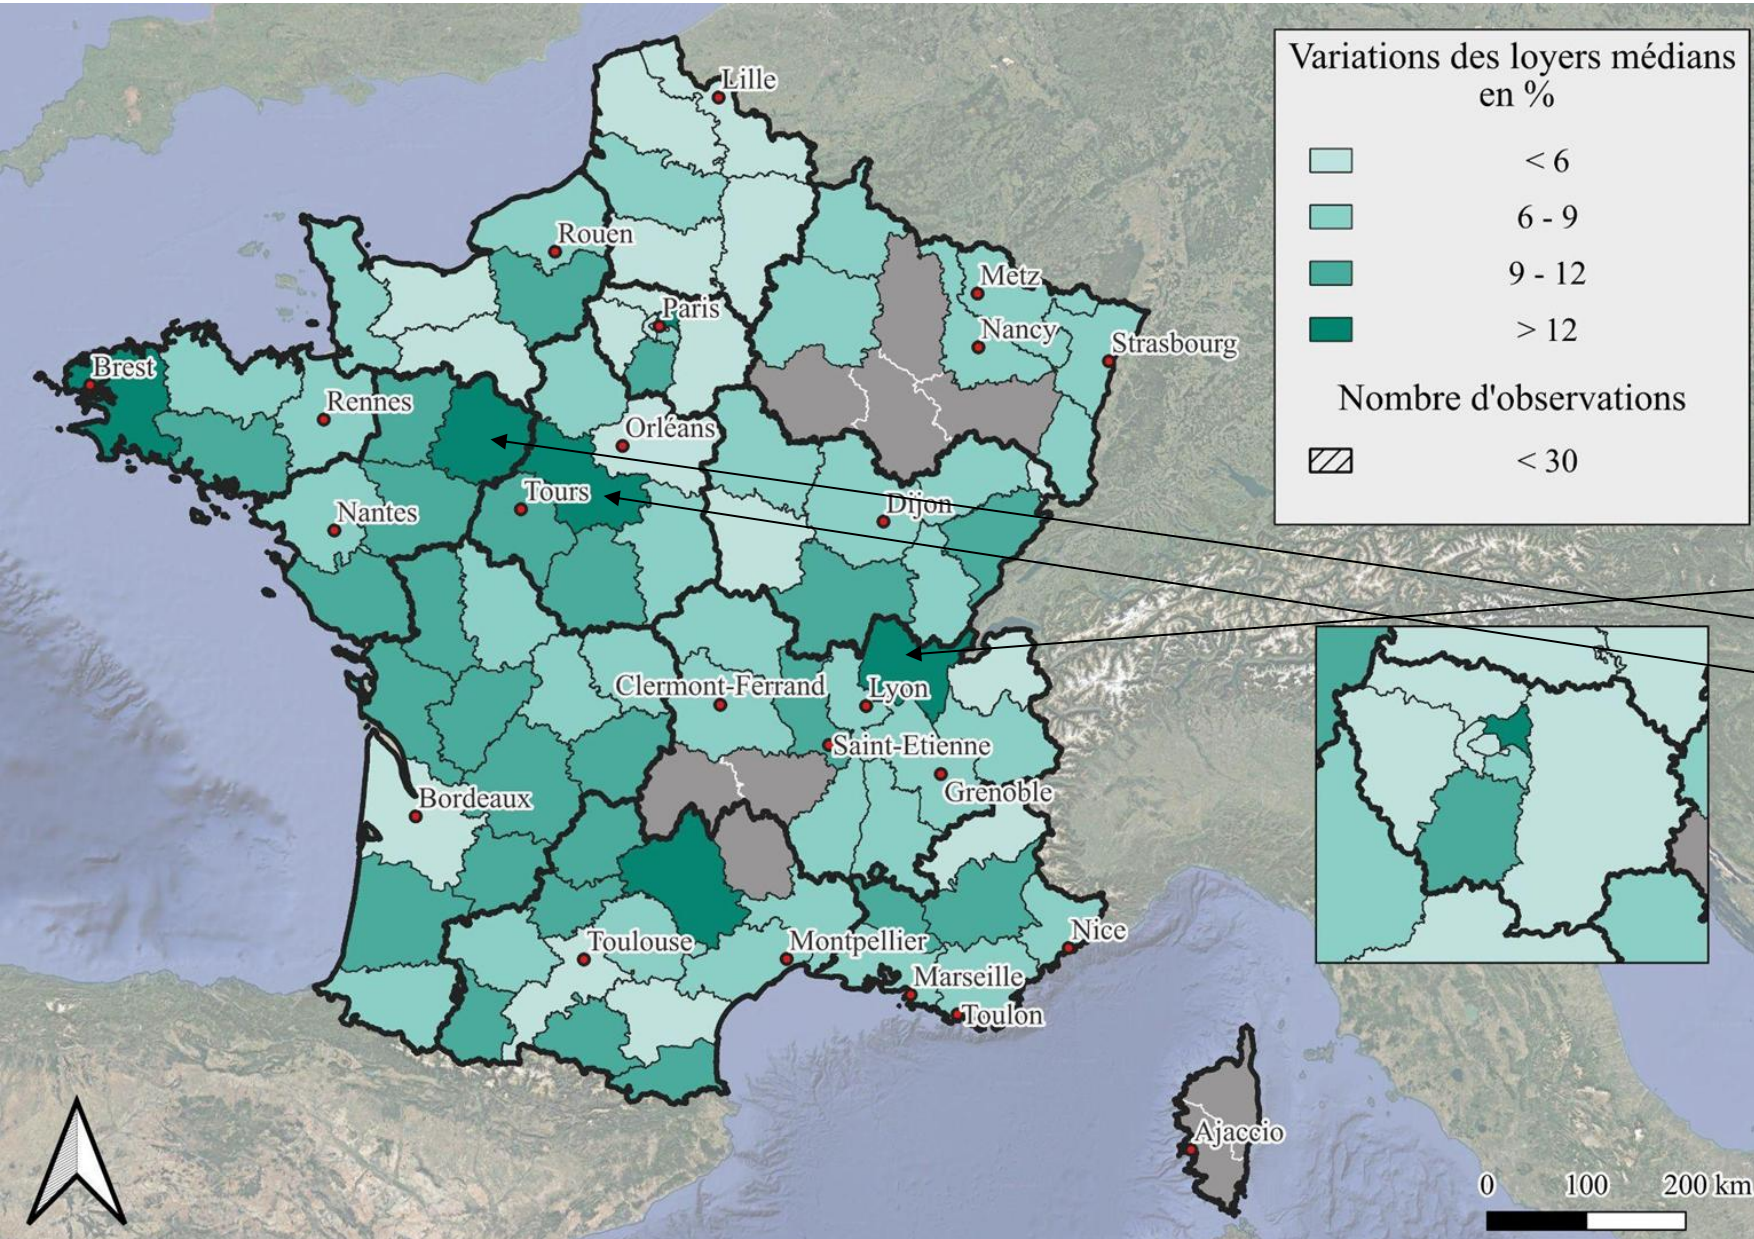 Variations des loyers médians
en %
< 6
6 - 9
9 - 12
> 12
Nombre d'observations
< 30
Lille
Rouen
Metz
Paris
Nancy
Strasbourg
Brest
Rennes
Orléans
Tours
Dijon
Nantes
Clermont-Ferrand
Lyon
Saint-Etienne
Grenoble
Bordeaux
Nice
Toulouse
Montpellier
Marseille
Toulon
Ajaccio
0 100 200 km